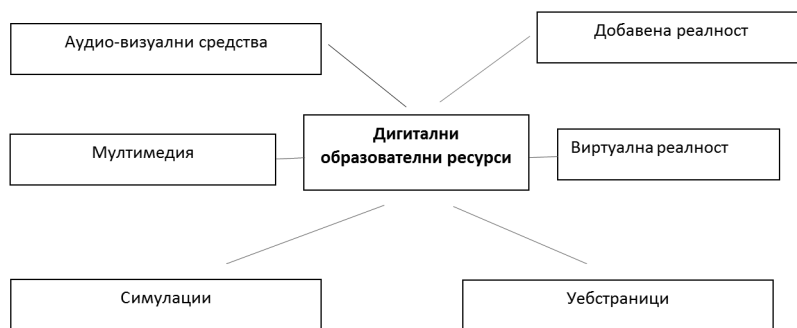 Аудио-визуални средства
Добавена реалност
Дигитални
образователни ресурси
Мултимедия
Виртуална реалност
Симулации
Уебстраници